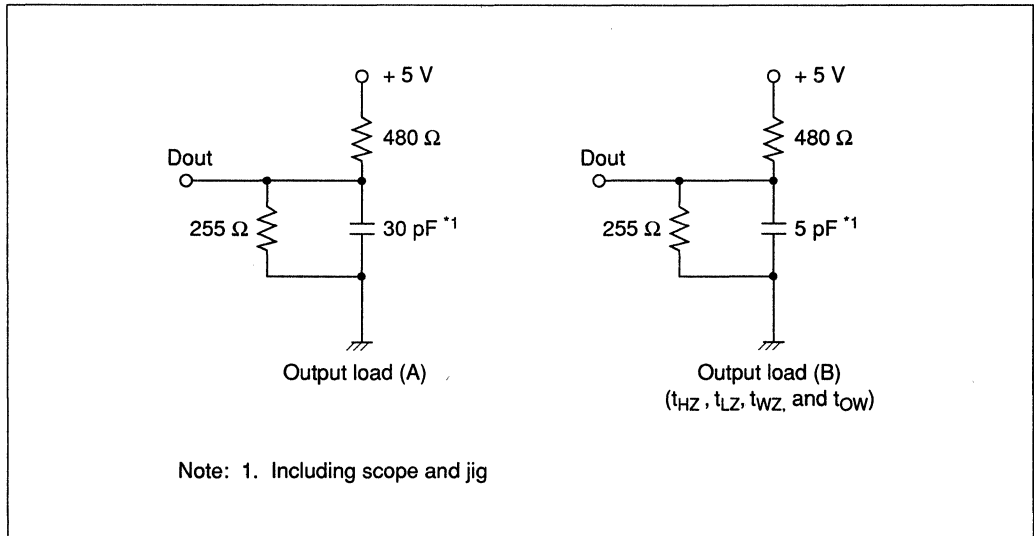 + 5 V
480 Ω
Dout
255 Ω
30 pF *1
Output load (A)
+ 5 V
480 Ω
Dout
255 Ω
5 pF *1
Output load (B)
(tHZ , tLZ, tWZ, and tOW)
Note: 1. Including scope and jig